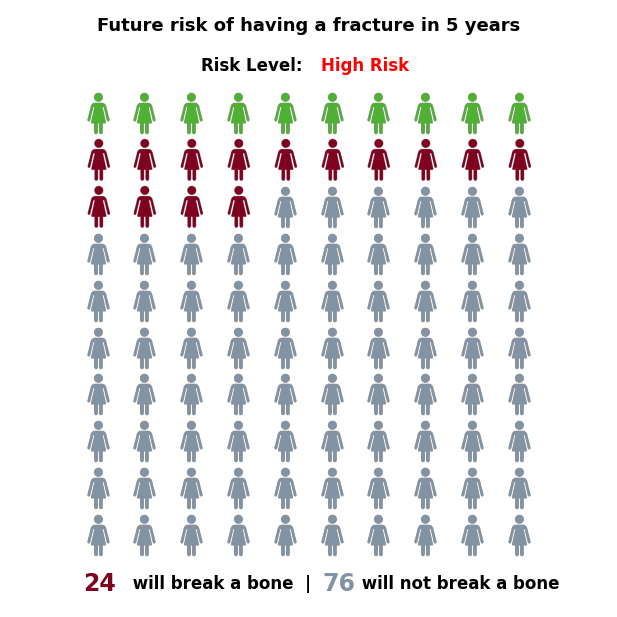 Future risk of having a fracture in 5 years
Risk Level: High Risk
24 will break a bone | 76 will not break a bone